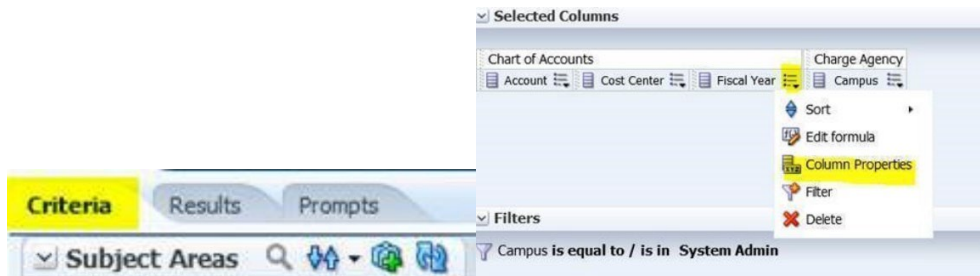 Criteria Results Prompts
Subject Areas
Selected Columns
Chart of Accounts Charge Agency
Account Cost Center Fiscal Year Campus
Sort
Edit formula
Column Properties
Filter
Delete
Filters
Campus is equal to / is in System Admin